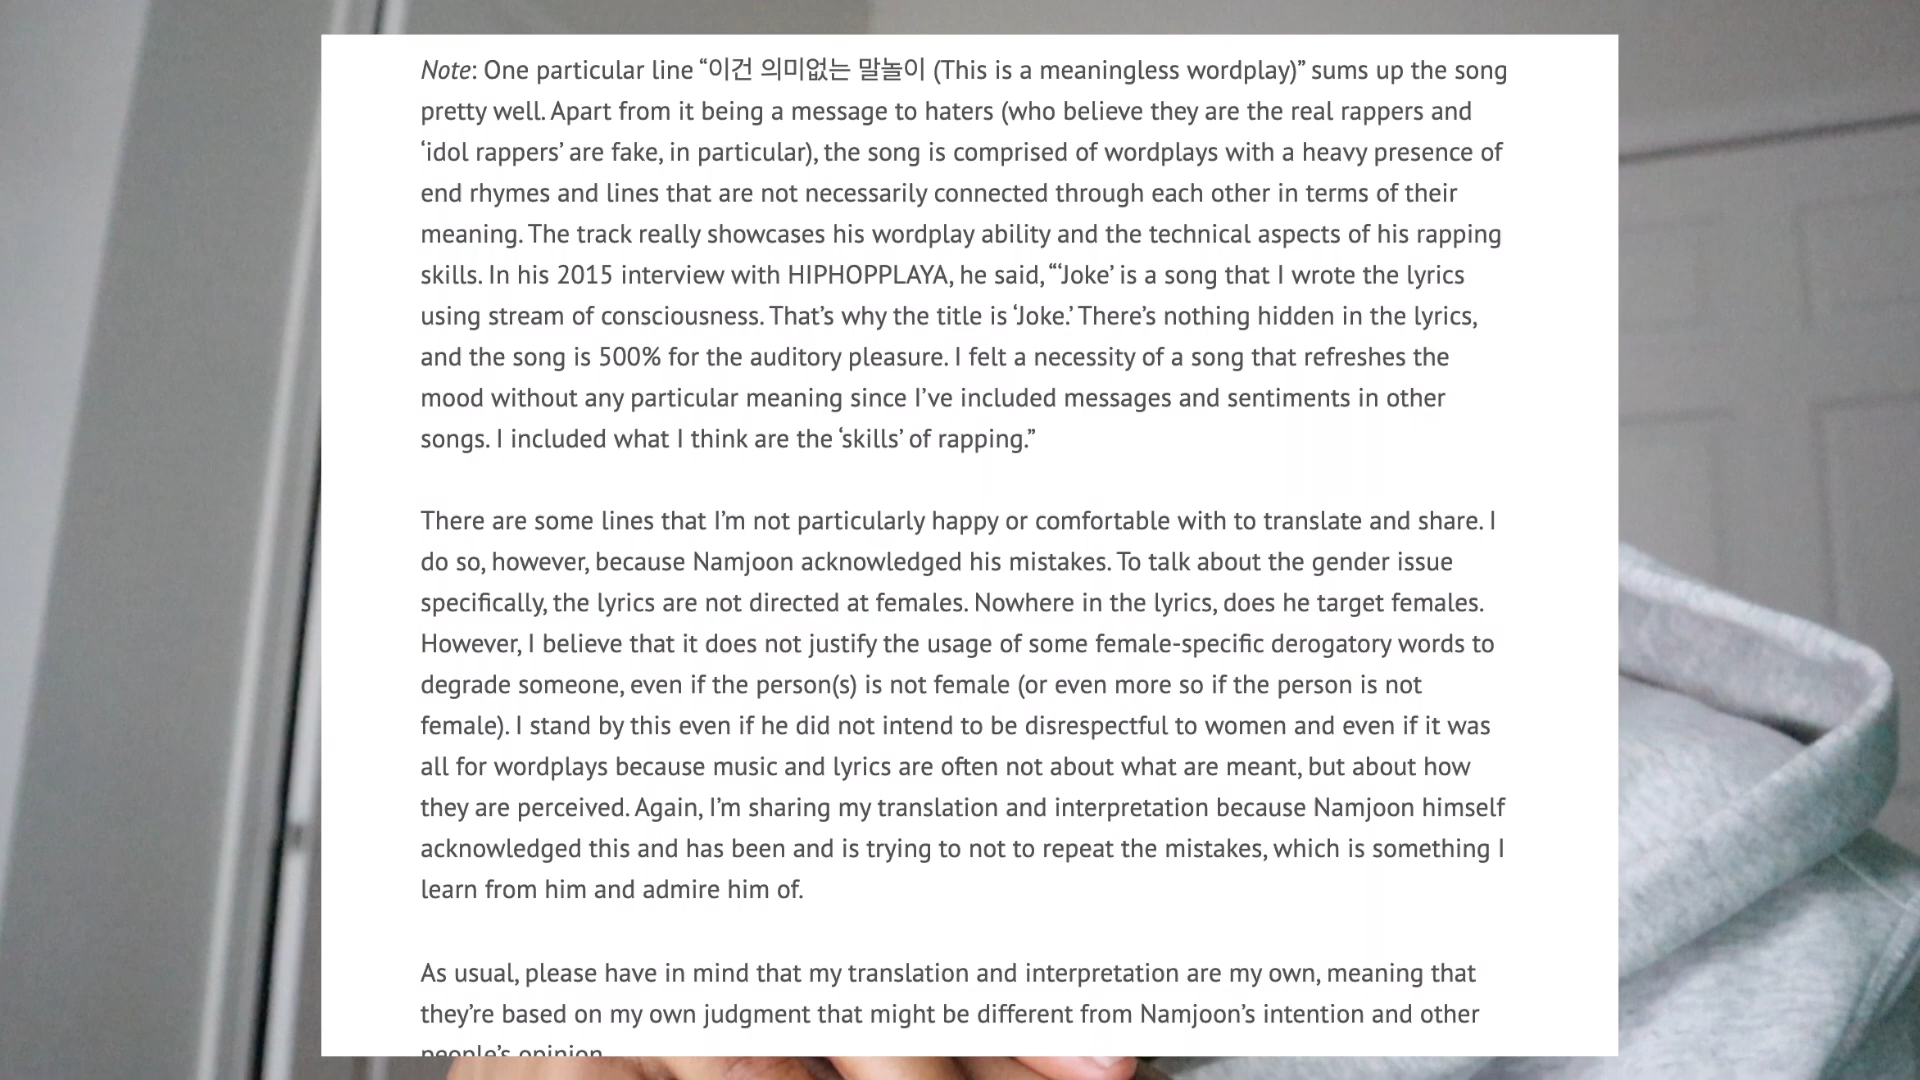 Note: One particular line “이건 의미없는 말놀이 (This is a meaningless wordplay)” sums up the song
pretty well. Apart from it being a message to haters (who believe they are the real rappers and
‘idol rappers’ are fake, in particular), the song is comprised of wordplays with a heavy presence of
end rhymes and lines that are not necessarily connected through each other in terms of their
meaning. The track really showcases his wordplay ability and the technical aspects of his rapping
skills. In his 2015 interview with HIPHOPPLAYA, he said, “‘Joke’ is a song that I wrote the lyrics
using stream of consciousness. That’s why the title is ‘Joke.’ There’s nothing hidden in the lyrics,
and the song is 500% for the auditory pleasure. I felt a necessity of a song that refreshes the
mood without any particular meaning since I’ve included messages and sentiments in other
songs. I included what I think are the ‘skills’ of rapping.”
There are some lines that I’m not particularly happy or comfortable with to translate and share. I
do so, however, because Namjoon acknowledged his mistakes. To talk about the gender issue
specifically, the lyrics are not directed at females. Nowhere in the lyrics, does he target females.
However, I believe that it does not justify the usage of some female-specific derogatory words to
degrade someone, even if the person(s) is not female (or even more so if the person is not
female). I stand by this even if he did not intend to be disrespectful to women and even if it was
all for wordplays because music and lyrics are often not about what are meant, but about how
they are perceived. Again, I’m sharing my translation and interpretation because Namjoon himself
acknowledged this and has been and is trying to not to repeat the mistakes, which is something I
learn from him and admire him of.
As usual, please have in mind that my translation and interpretation are my own, meaning that
they’re based on my own judgment that might be different from Namjoon’s intention and other
people’s opinion.